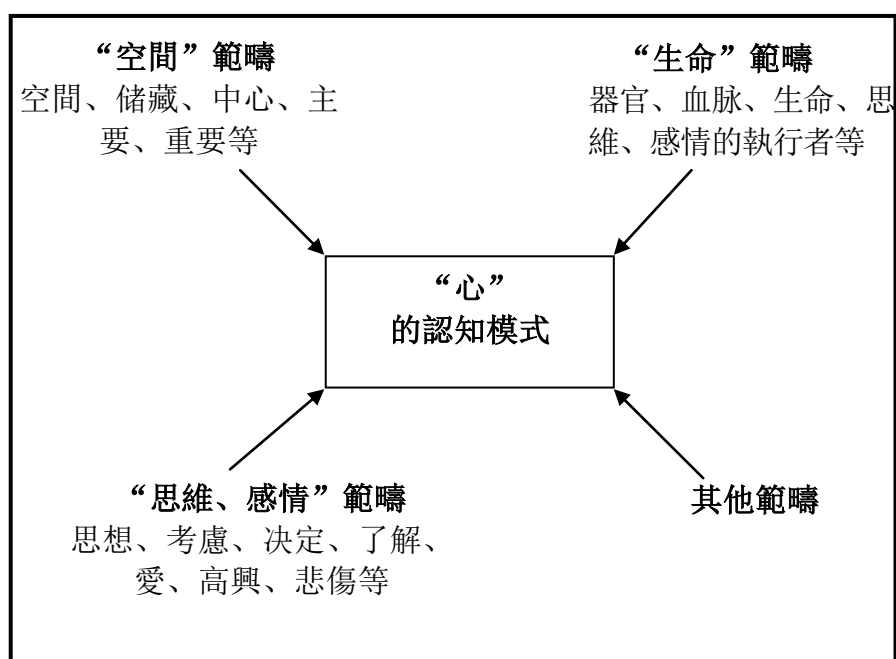 “空間”範疇
空間、储藏、中心、主
要、重要等
“生命”範疇
器官、血脉、生命、思
維、感情的執行者等
“心”
的認知模式
“思維、感情”範疇
思想、考慮、决定、了解、
愛、高興、悲傷等
其他範疇